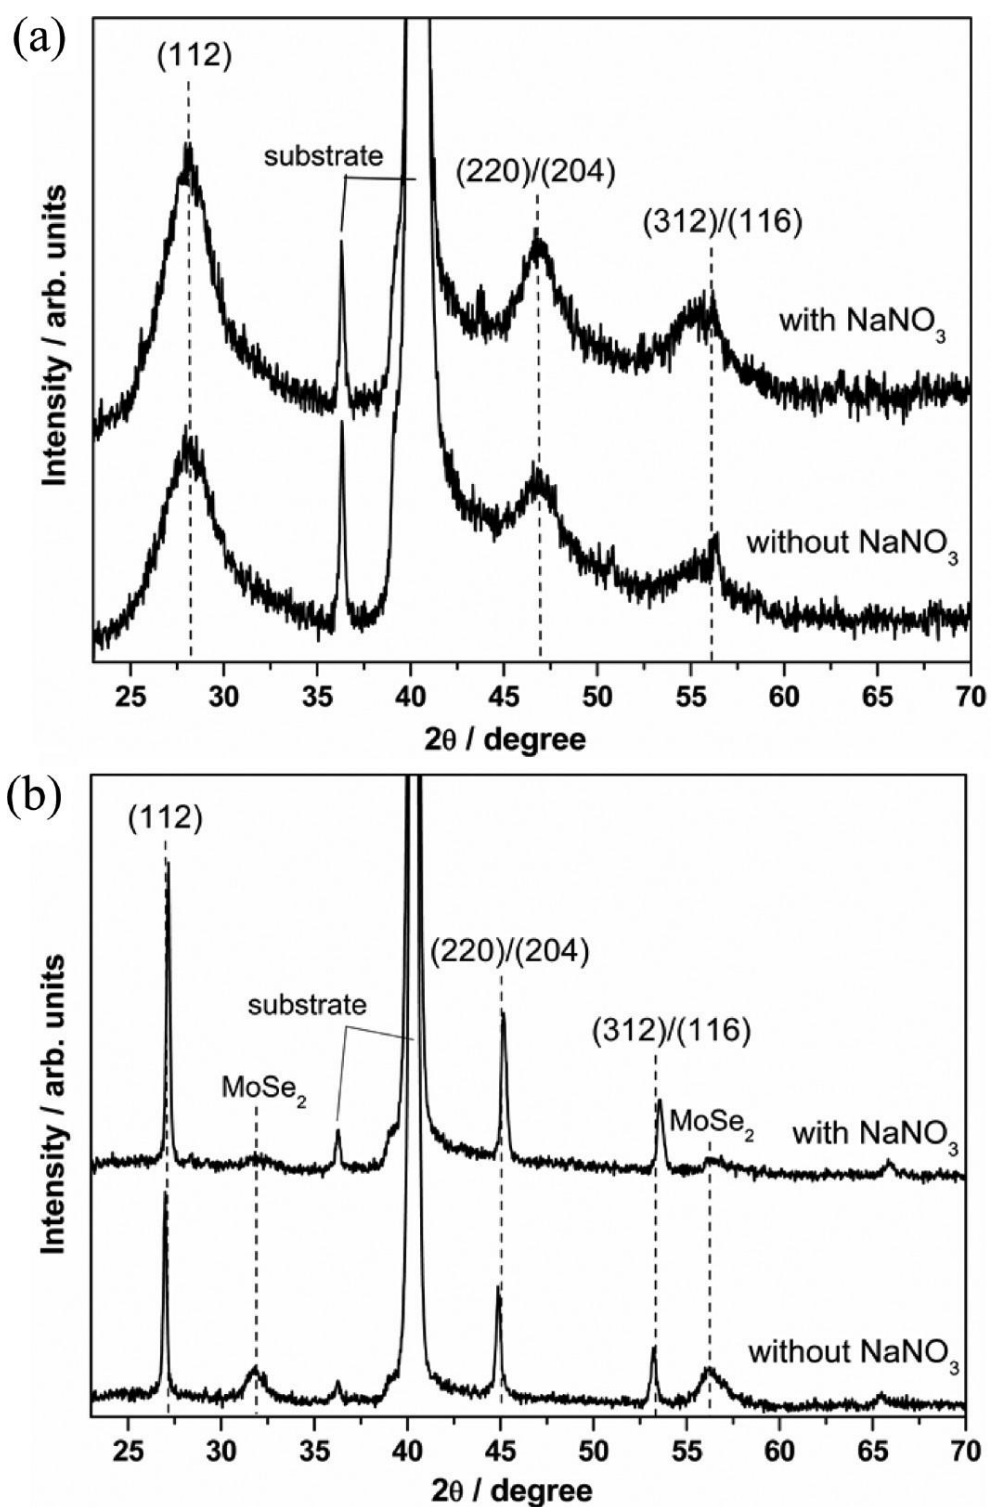 (a)
(112)
substrate
(220)/(204)
(312)/(116)
with NaNO3
without NaNO3
Intensity / arb. units
25 30 35 40 45 50 55 60 65 70
2θ / degree
(b)
(112)
(220)/(204)
substrate
(312)/(116)
MoSe2
MoSe2
with NaNO3
without NaNO3
Intensity / arb. units
25 30 35 40 45 50 55 60 65 70
2θ / degree